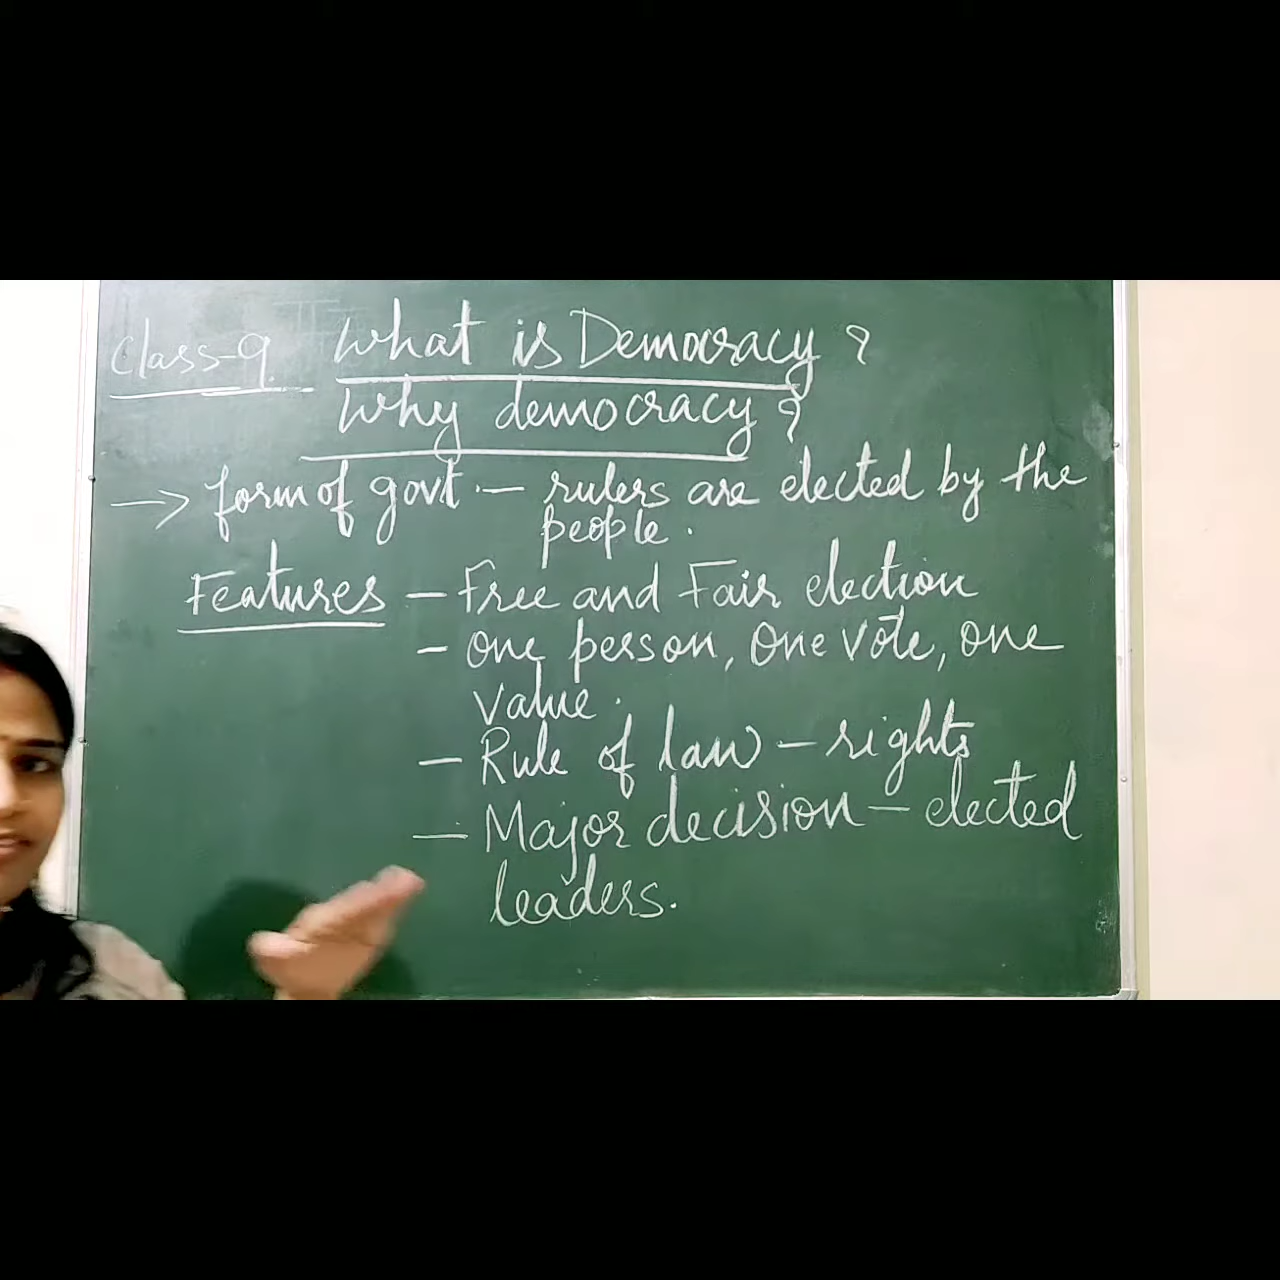 Class-9 What is Democracy ?
Why democracy ?
→ form of govt. – rulers are elected by the
people.
Features – Free and Fair election
– One person, One vote, one
value.
– Rule of law – rights
– Major decision – elected
leaders.